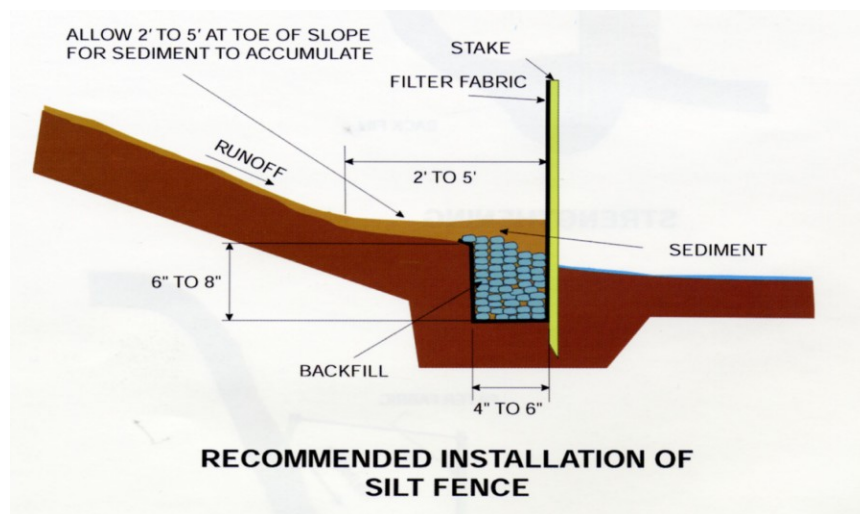 ALLOW 2' TO 5' AT TOE OF SLOPE
FOR SEDIMENT TO ACCUMULATE
STAKE
FILTER FABRIC
RUNOFF
2' TO 5'
SEDIMENT
6" TO 8"
BACKFILL
4" TO 6"
RECOMMENDED INSTALLATION OF
SILT FENCE